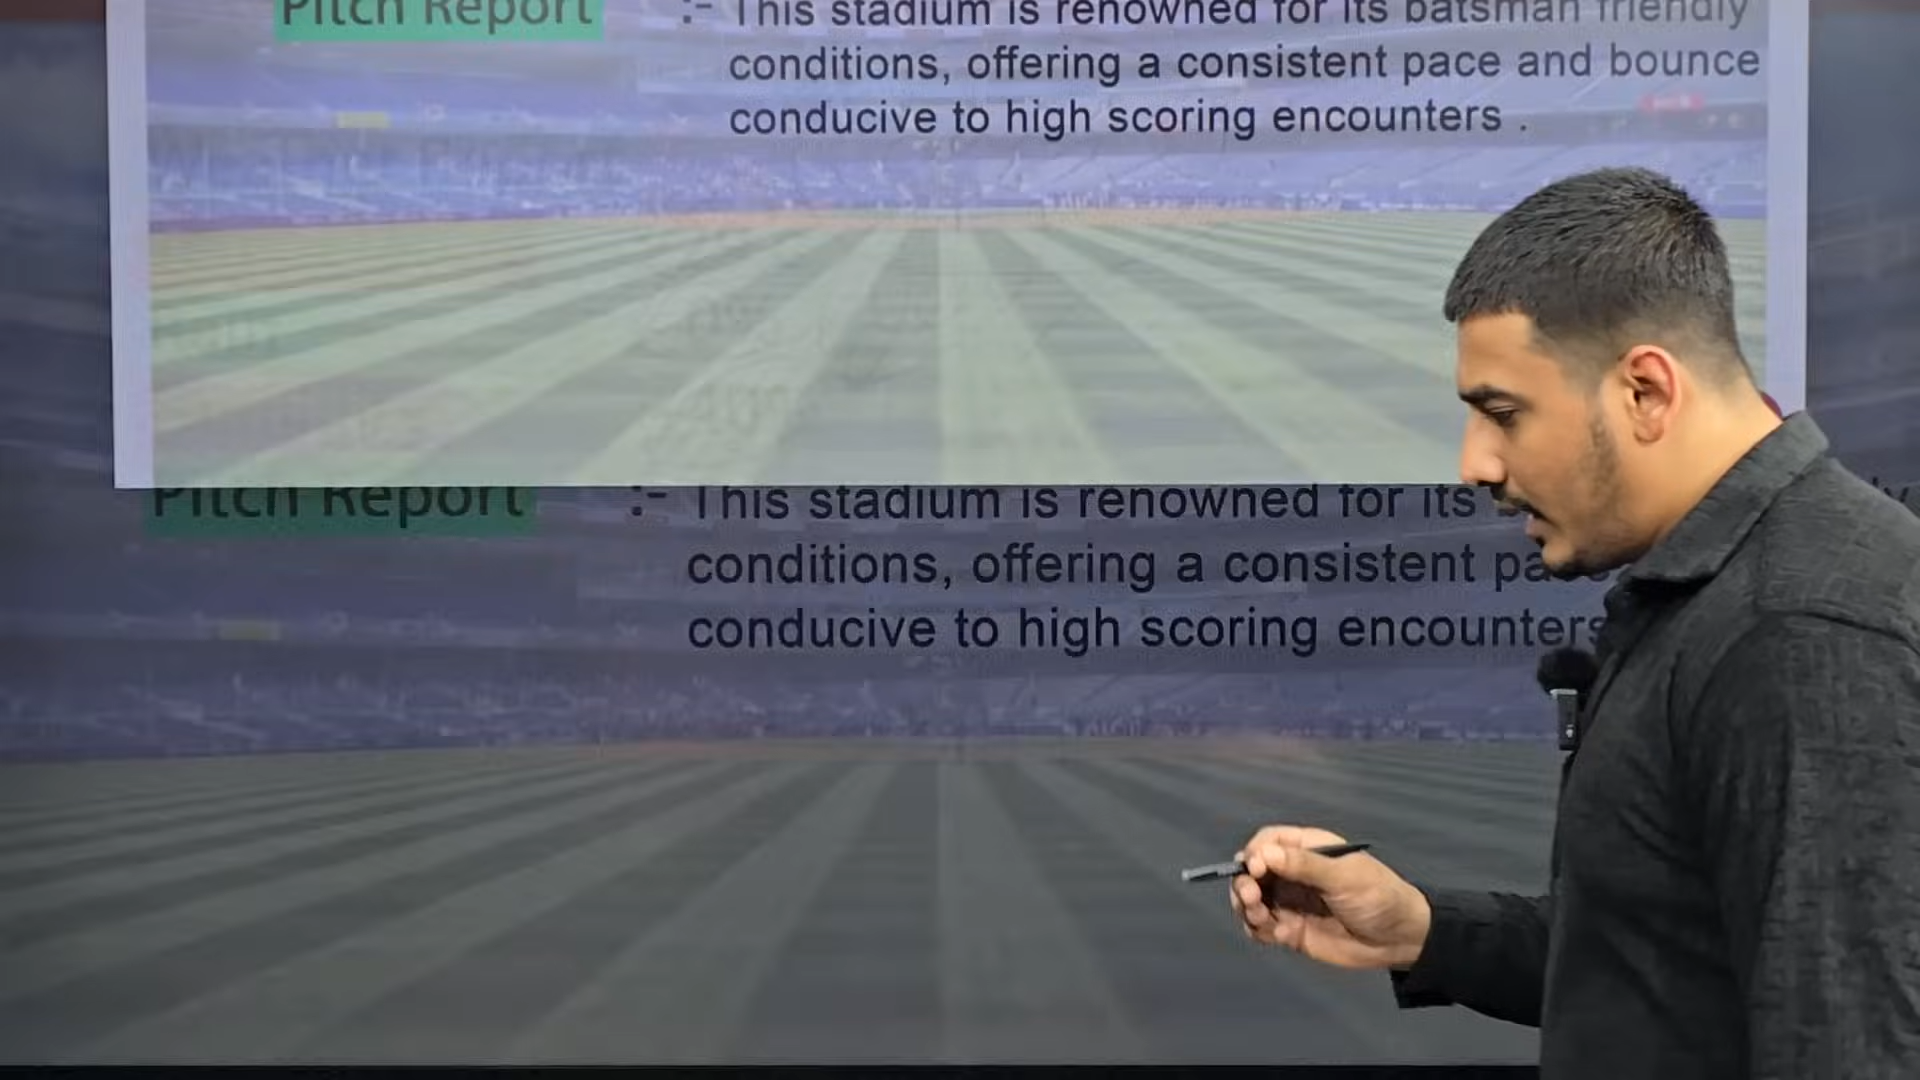 Pitch Report :- This stadium is renowned for its batsman friendly
conditions, offering a consistent pace and bounce
conducive to high scoring encounters .
Pitch Report :- This stadium is renowned for its
conditions, offering a consistent
conducive to high scoring encounters